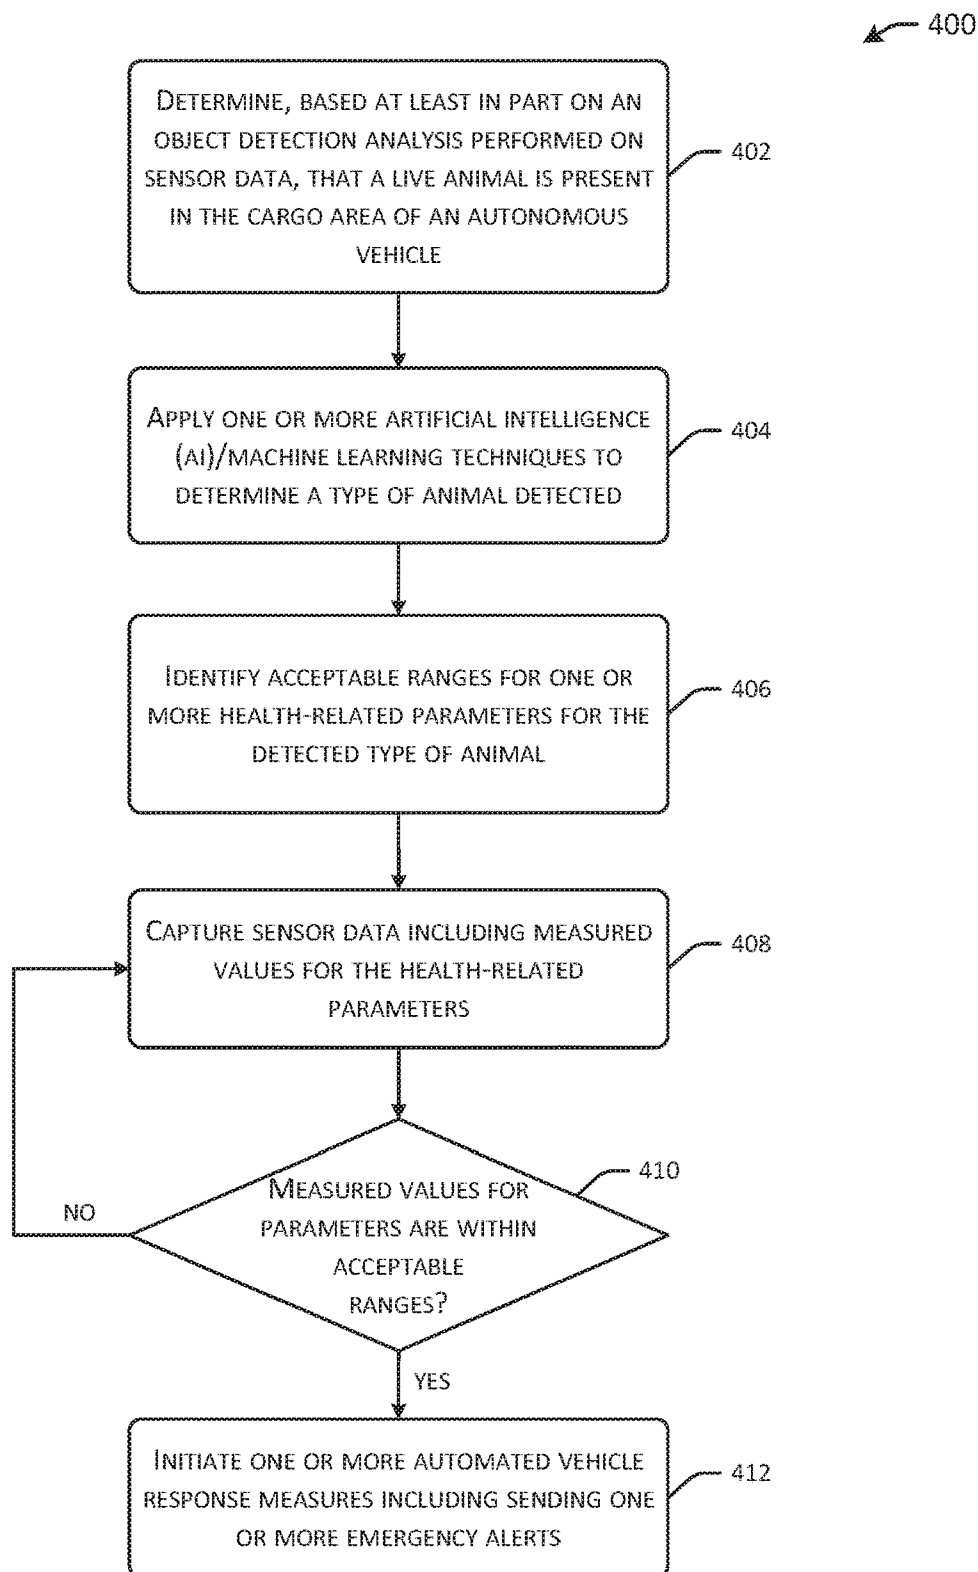 400
DETERMINE, BASED AT LEAST IN PART ON AN
OBJECT DETECTION ANALYSIS PERFORMED ON
SENSOR DATA, THAT A LIVE ANIMAL IS PRESENT
IN THE CARGO AREA OF AN AUTONOMOUS
VEHICLE
402
APPLY ONE OR MORE ARTIFICIAL INTELLIGENCE
(AI)/MACHINE LEARNING TECHNIQUES TO
DETERMINE A TYPE OF ANIMAL DETECTED
404
IDENTIFY ACCEPTABLE RANGES FOR ONE OR
MORE HEALTH-RELATED PARAMETERS FOR THE
DETECTED TYPE OF ANIMAL
406
CAPTURE SENSOR DATA INCLUDING MEASURED
VALUES FOR THE HEALTH-RELATED
PARAMETERS
408
MEASURED VALUES FOR
PARAMETERS ARE WITHIN
ACCEPTABLE
RANGES?
410
NO
YES
INITIATE ONE OR MORE AUTOMATED VEHICLE
RESPONSE MEASURES INCLUDING SENDING ONE
OR MORE EMERGENCY ALERTS
412